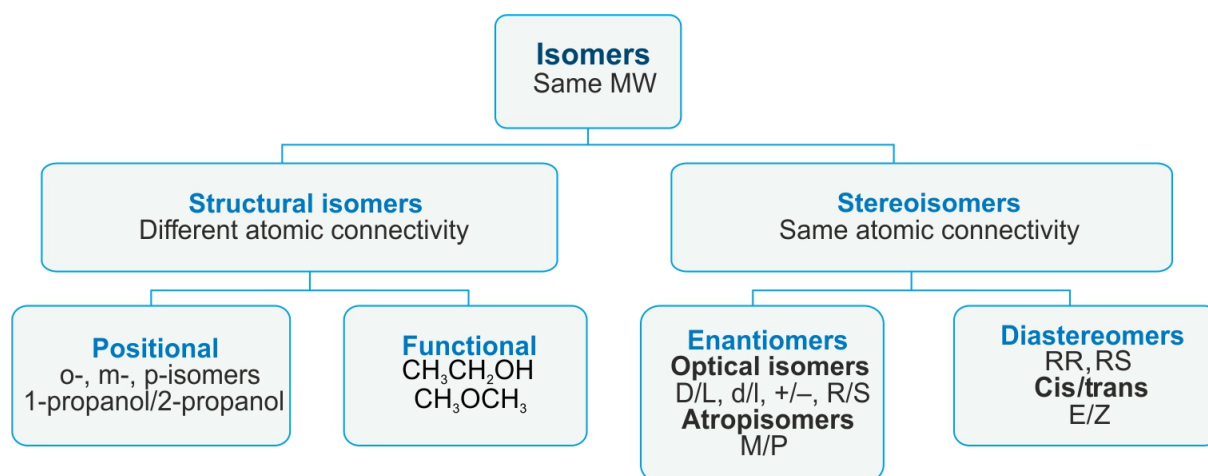 Isomers
Same MW
Structural isomers
Different atomic connectivity
Stereoisomers
Same atomic connectivity
Positional
o-, m-, p-isomers
1-propanol/2-propanol
Functional
CH₃CH₂OH
CH₃OCH₃
Enantiomers
Optical isomers
D/L, d/l, +/–, R/S
Atropisomers
M/P
Diastereomers
RR, RS
Cis/trans
E/Z